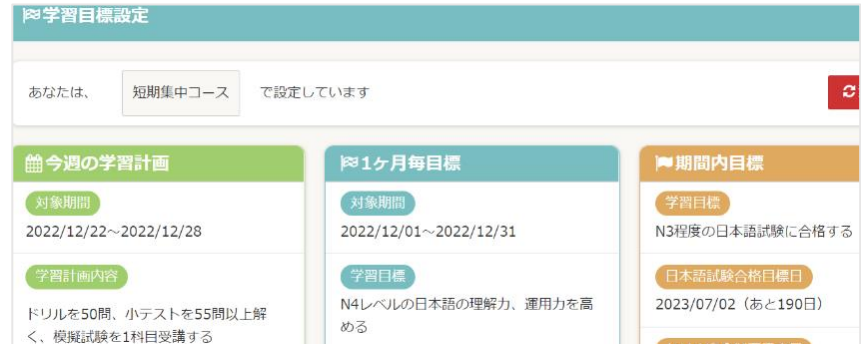 学習目標設定
あなたは、 短期集中コース で設定しています
今週の学習計画
対象期間
2022/12/22～2022/12/28
学習計画内容
ドリルを50問、小テストを55問以上解
く、模擬試験を1科目受講する
1ヶ月毎目標
対象期間
2022/12/01～2022/12/31
学習目標
N4レベルの日本語の理解力、運用力を高
める
期間内目標
学習目標
N3程度の日本語試験に合格する
日本語試験合格目標日
2023/07/02（あと190日）